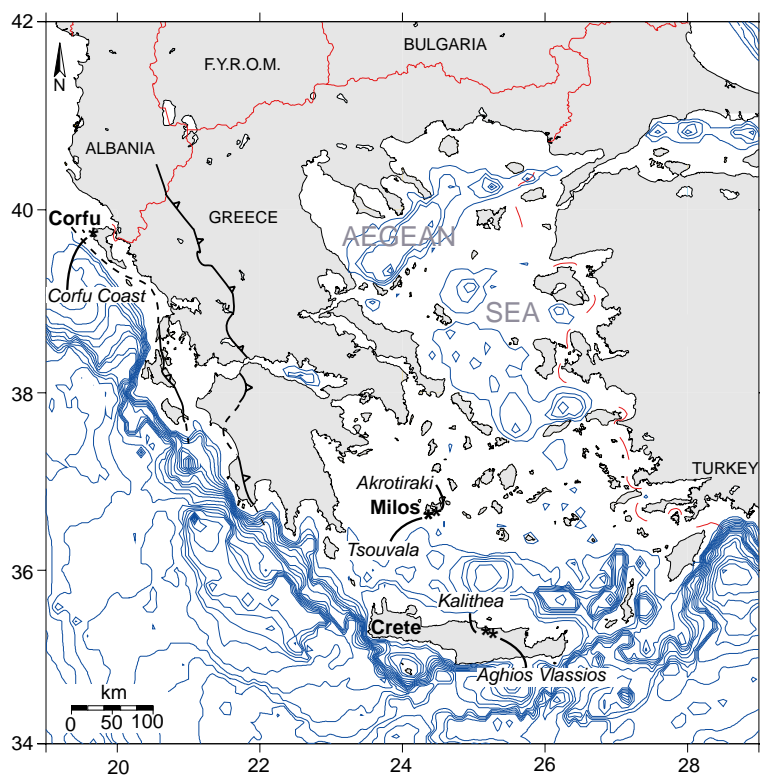 42
BULGARIA
F.Y.R.O.M.
N
ALBANIA
40
Corfu
GREECE
AEGEAN
Corfu Coast
SEA
38
Akrotiraki
TURKEY
Milos
Tsouvala
36
Kalithea
Crete
Aghios Vlassios
km
0 50 100
34
20 22 24 26 28